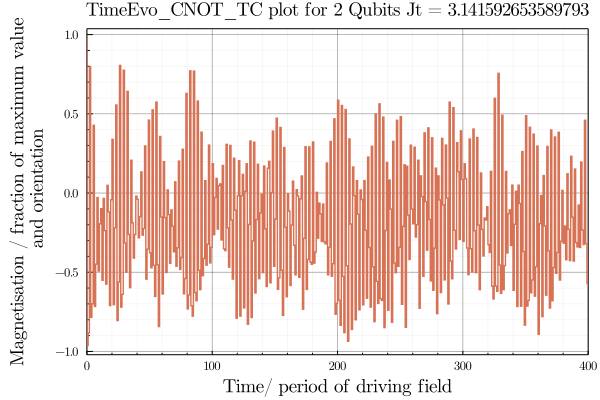 TimeEvo_CNOT_TC plot for 2 Qubits Jt = 3.141592653589793
Magnetisation / fraction of maximum value
and orientation
1.0
0.5
0.0
−0.5
−1.0
0 100 200 300 400
Time/ period of driving field